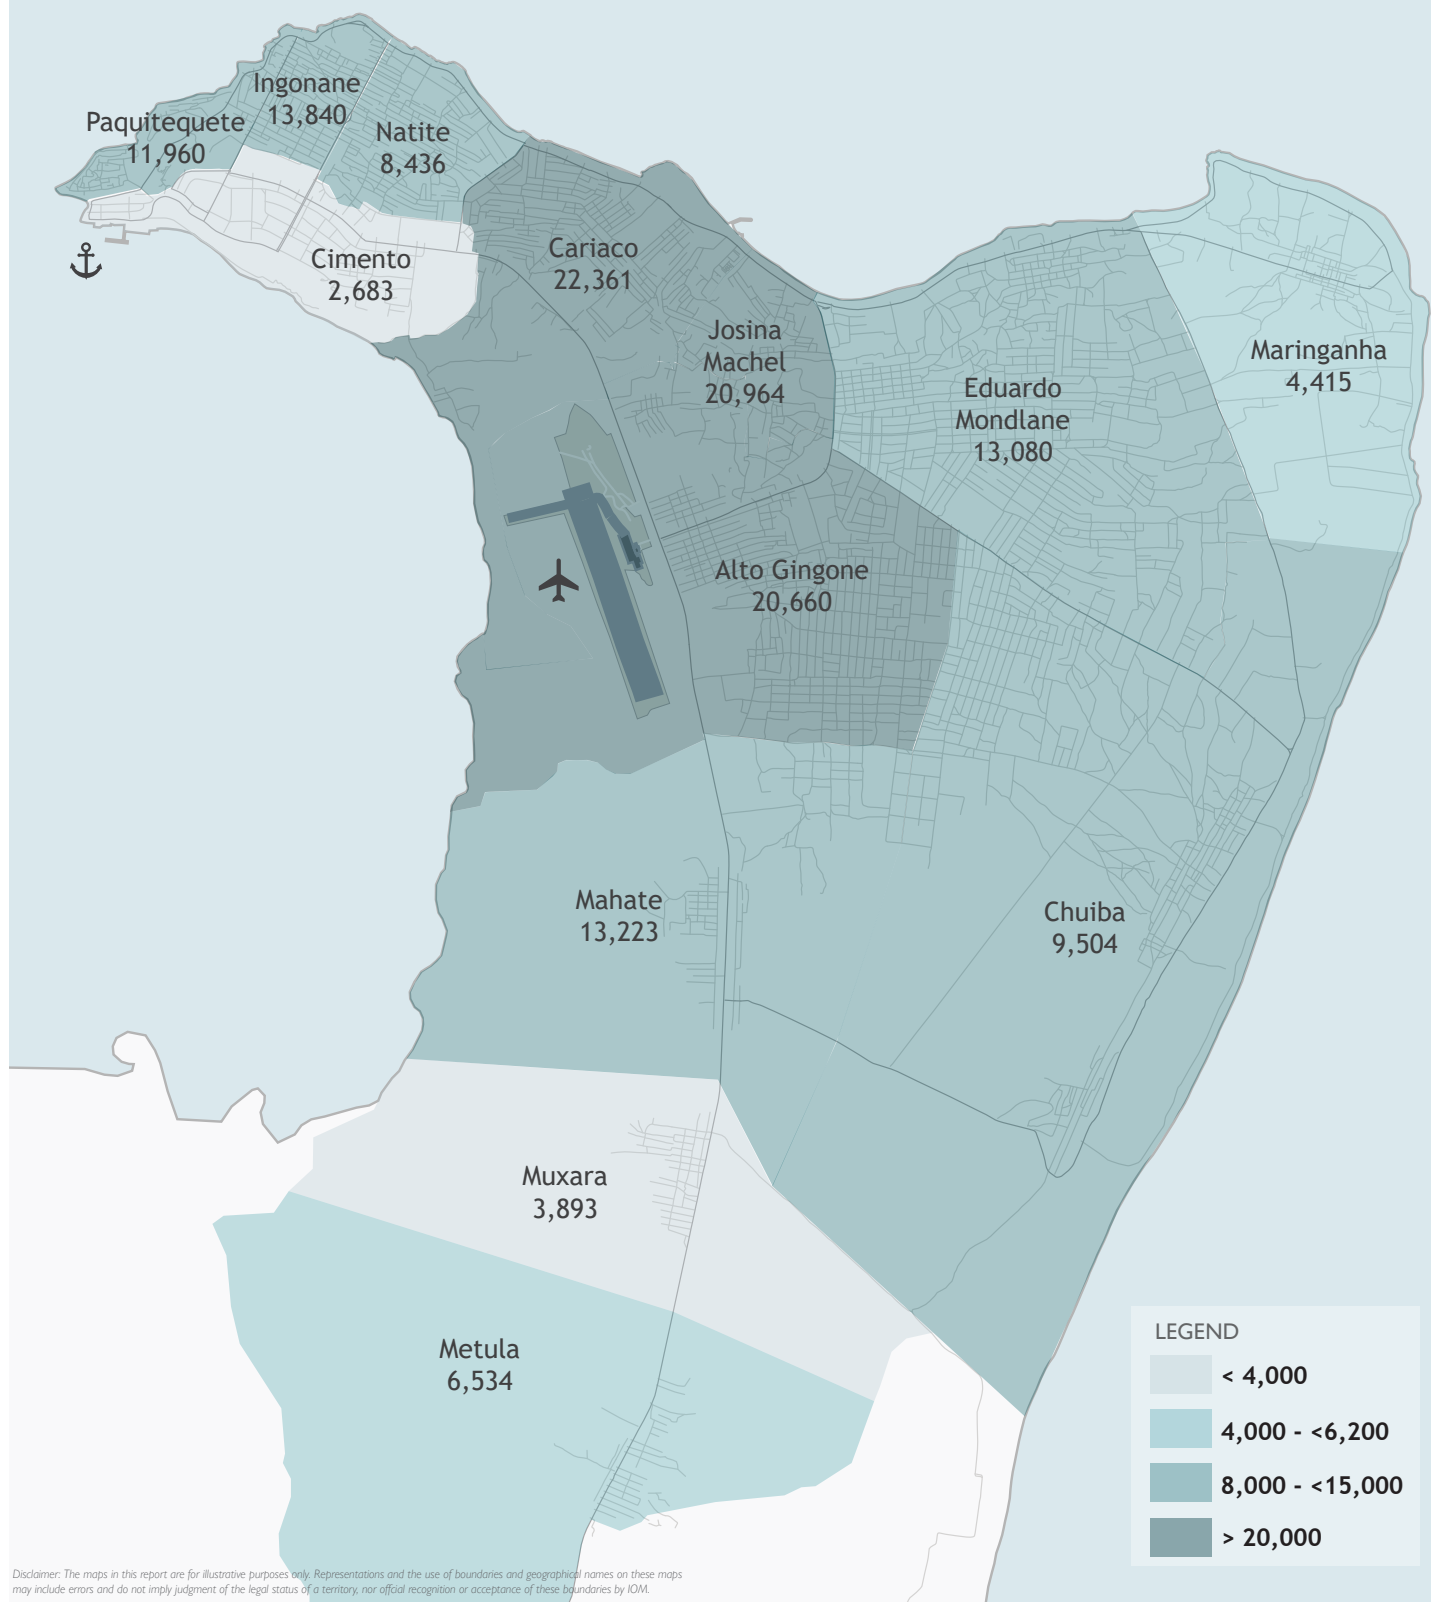 Ingonane
13,840
Paquitequete
11,960
Natite
8,436
Cimento
2,683
Cariaco
22,361
Josina
Machel
20,964
Eduardo
Mondlane
13,080
Maringanha
4,415
Alto Gingone
20,660
Mahate
13,223
Chuiba
9,504
Muxara
3,893
Metula
6,534
LEGEND
< 4,000
4,000 - <6,200
8,000 - <15,000
> 20,000
Disclaimer: The maps in this report are for illustrative purposes only. Representations and the use of boundaries and geographical names on these maps
may include errors and do not imply judgment of the legal status of a territory, nor offcial recognition or acceptance of these boundaries by IOM.